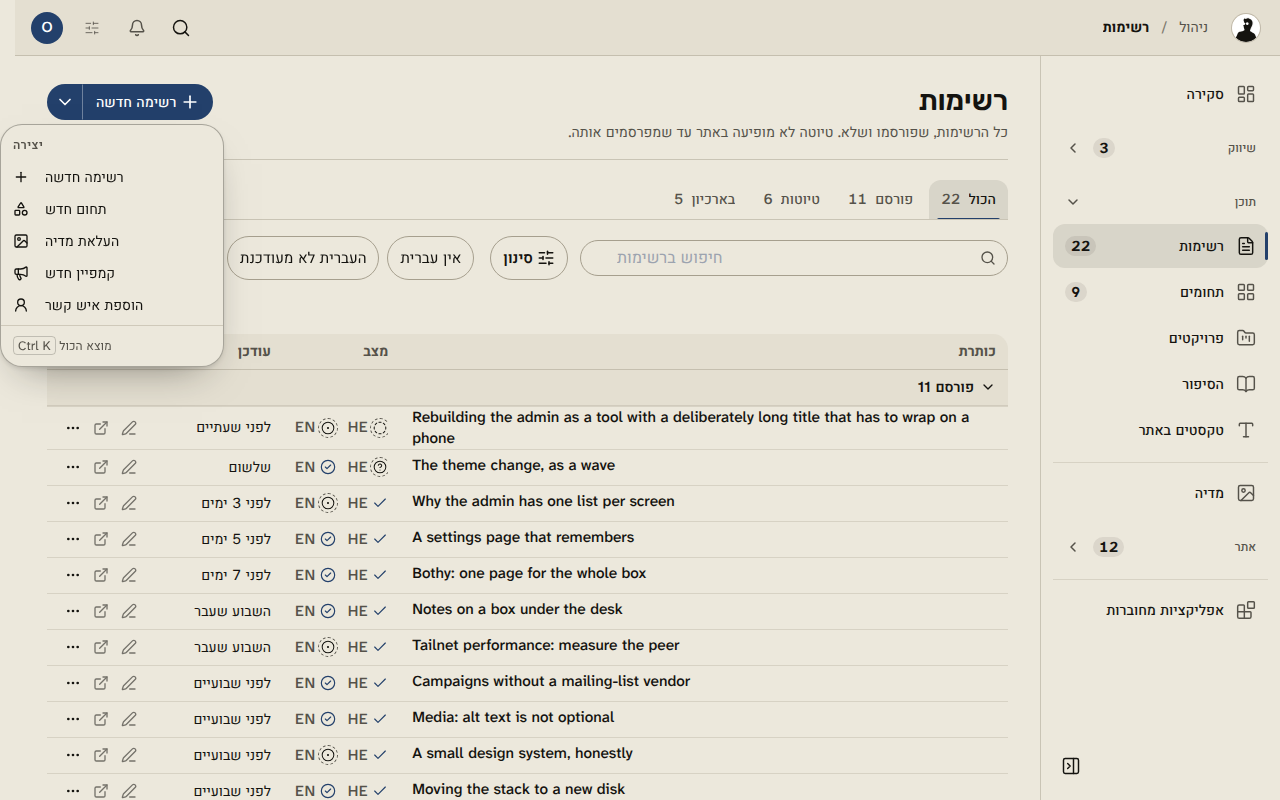 ניהול / רשימות
O
סקירה
שיווק 3
תוכן
רשימות 22
תחומים 9
פרויקטים
הסיפור
טקסטים באתר
מדיה
אתר 12
אפליקציות מחוברות
רשימות
רשימה חדשה
כל הרשימות, שפורסמו ושלא. טיוטה לא מופיעה באתר עד שמפרסמים אותה.
הכול 22 פורסם 11 טיוטות 6 בארכיון 5
חיפוש ברשימות
סינון
אין עברית
העברית לא מעודכנת
יצירה
רשימה חדשה
תחום חדש
העלאת מדיה
קמפיין חדש
הוספת איש קשר
מוצא הכול Ctrl K
כותרת מצב עודכן
פורסם 11
Rebuilding the admin as a tool with a deliberately long title that has to wrap on a
phone
HE EN לפני שעתיים
The theme change, as a wave HE EN שלשום
Why the admin has one list per screen HE EN לפני 3 ימים
A settings page that remembers HE EN לפני 5 ימים
Bothy: one page for the whole box HE EN לפני 7 ימים
Notes on a box under the desk HE EN השבוע שעבר
Tailnet performance: measure the peer HE EN השבוע שעבר
Campaigns without a mailing-list vendor HE EN לפני שבועיים
Media: alt text is not optional HE EN לפני שבועיים
A small design system, honestly HE EN לפני שבועיים
Moving the stack to a new disk HE EN לפני שבועיים